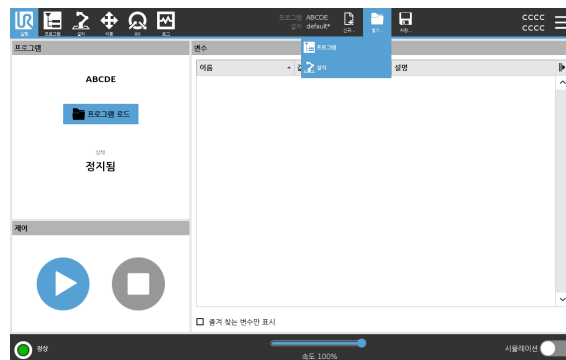 UR
실행 프로그램 설치 이동 I/O 로그
프로그램 ABCDE
설치 default*
신규... 열기... 저장...
CCCC
CCCC
프로그램
변수
프로그램
설치
이름
설명
ABCDE
프로그램 로드
상태
정지됨
제어
즐겨 찾는 변수만 표시
정상
속도 100%
시뮬레이션